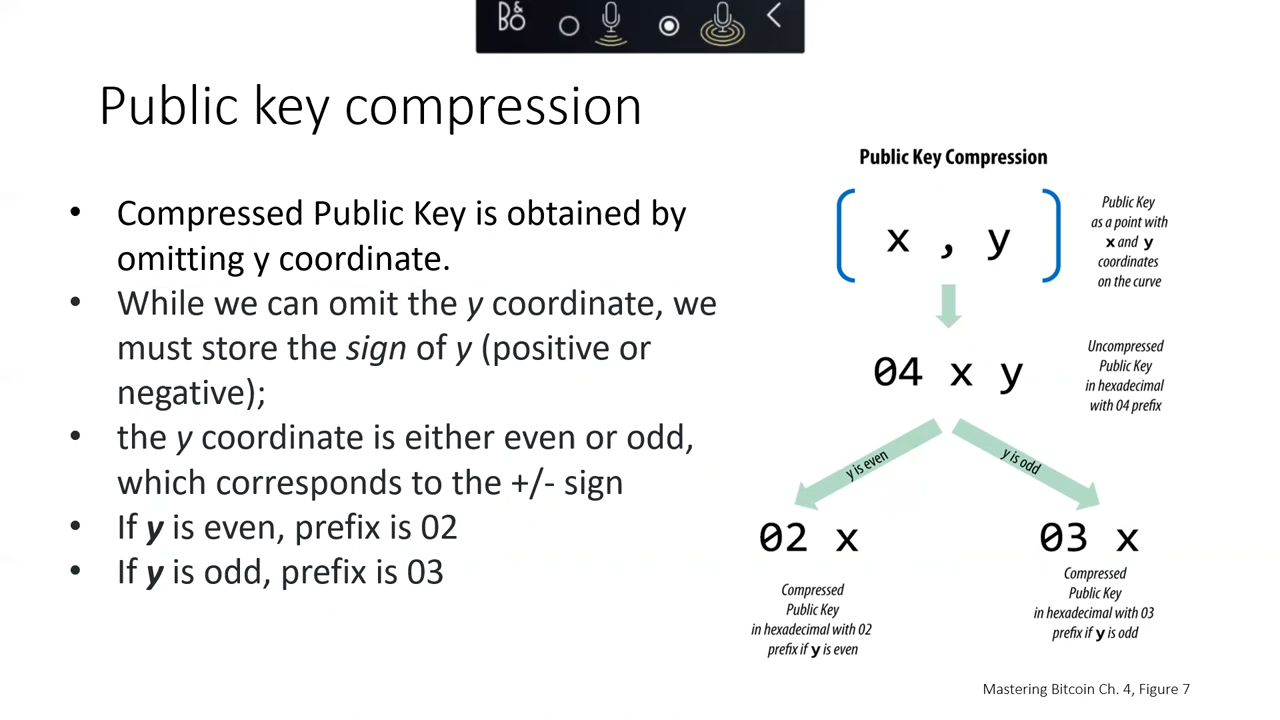 B&O
Public key compression
• Compressed Public Key is obtained by
omitting y coordinate.
• While we can omit the y coordinate, we
must store the sign of y (positive or
negative);
• the y coordinate is either even or odd,
which corresponds to the +/- sign
• If y is even, prefix is 02
• If y is odd, prefix is 03
Public Key Compression
x , y
Public Key
as a point with
x and y
coordinates
on the curve
04 x y
Uncompressed
Public Key
in hexadecimal
with 04 prefix
y is even
y is odd
02 x
03 x
Compressed
Public Key
in hexadecimal with 02
prefix if y is even
Compressed
Public Key
in hexadecimal with 03
prefix if y is odd
Mastering Bitcoin Ch. 4, Figure 7